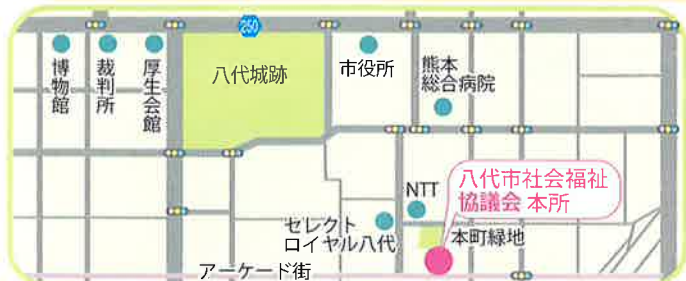 250
博物館
裁判所
厚生会館
八代城跡
市役所
熊本
総合病院
NTT
八代市社会福祉
協議会 本所
セレクト
ロイヤル八代
本町緑地
アーケード街